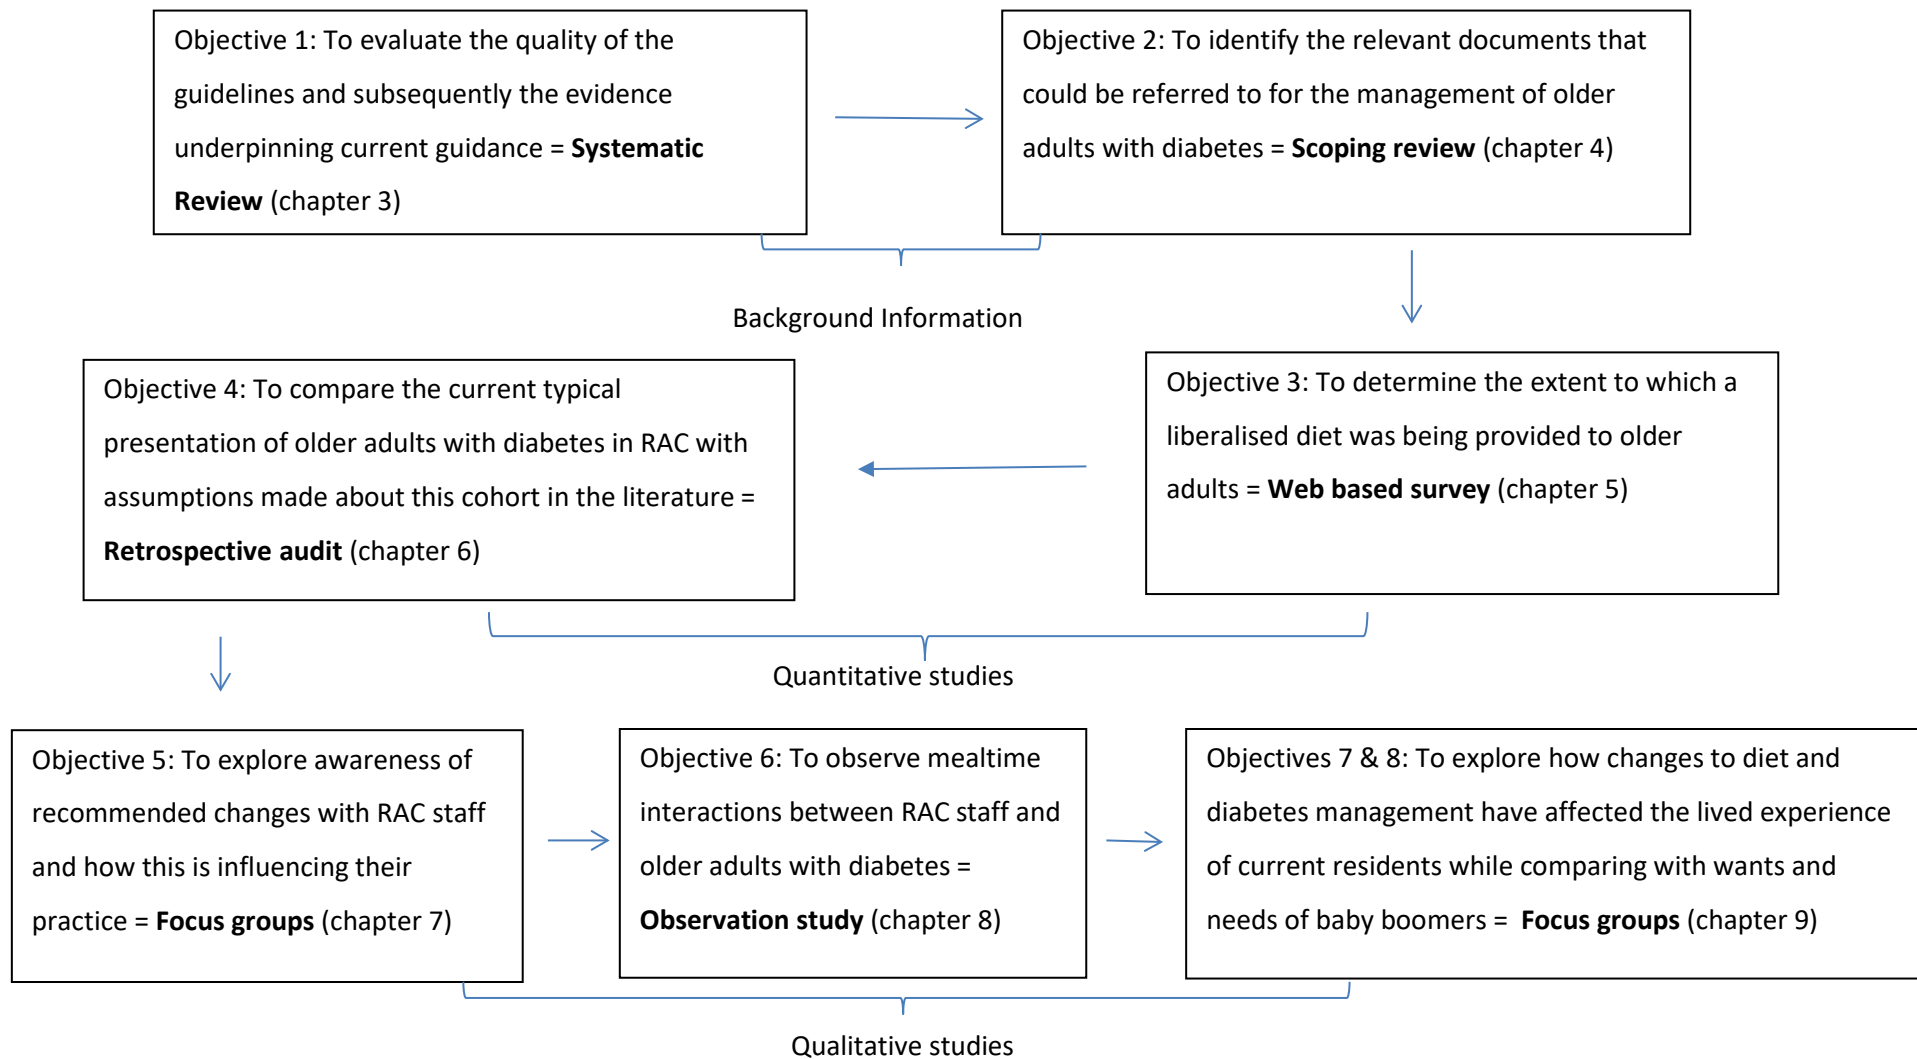 Objective 1: To evaluate the quality of the
guidelines and subsequently the evidence
underpinning current guidance = Systematic
Review (chapter 3)
Objective 2: To identify the relevant documents that
could be referred to for the management of older
adults with diabetes = Scoping review (chapter 4)
Background Information
Objective 3: To determine the extent to which a
liberalised diet was being provided to older
adults = Web based survey (chapter 5)
Objective 4: To compare the current typical
presentation of older adults with diabetes in RAC with
assumptions made about this cohort in the literature =
Retrospective audit (chapter 6)
Quantitative studies
Objective 5: To explore awareness of
recommended changes with RAC staff
and how this is influencing their
practice = Focus groups (chapter 7)
Objective 6: To observe mealtime
interactions between RAC staff and
older adults with diabetes =
Observation study (chapter 8)
Objectives 7 & 8: To explore how changes to diet and
diabetes management have affected the lived experience
of current residents while comparing with wants and
needs of baby boomers =  Focus groups (chapter 9)
Qualitative studies